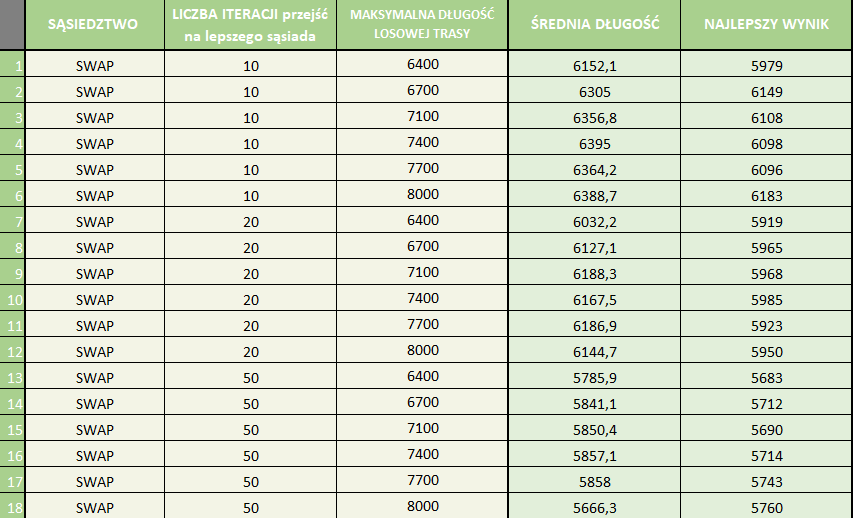 SĄSIEDZTWO LICZBA ITERACJI przejść na lepszego sąsiada MAKSYMALNA DŁUGOŚĆ LOSOWEJ TRASY ŚREDNIA DŁUGOŚĆ NAJLEPSZY WYNIK
1 SWAP 10 6400 6152,1 5979
2 SWAP 10 6700 6305 6149
3 SWAP 10 7100 6356,8 6108
4 SWAP 10 7400 6395 6098
5 SWAP 10 7700 6364,2 6096
6 SWAP 10 8000 6388,7 6183
7 SWAP 20 6400 6032,2 5919
8 SWAP 20 6700 6127,1 5965
9 SWAP 20 7100 6188,3 5968
10 SWAP 20 7400 6167,5 5985
11 SWAP 20 7700 6186,9 5923
12 SWAP 20 8000 6144,7 5950
13 SWAP 50 6400 5785,9 5683
14 SWAP 50 6700 5841,1 5712
15 SWAP 50 7100 5850,4 5690
16 SWAP 50 7400 5857,1 5714
17 SWAP 50 7700 5858 5743
18 SWAP 50 8000 5666,3 5760